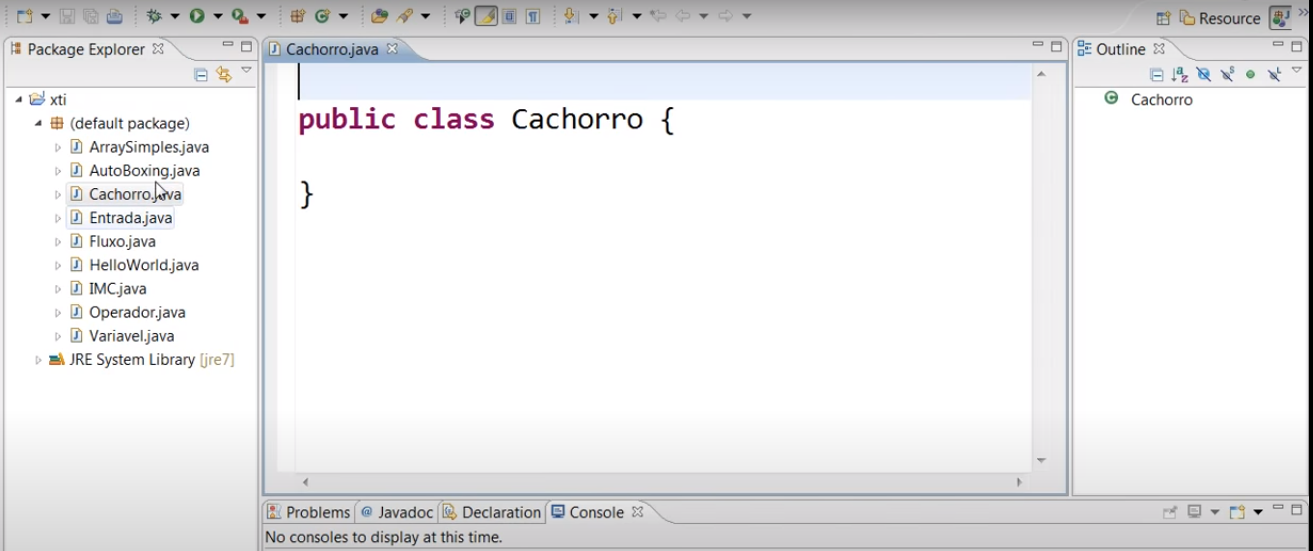 Resource
Package Explorer
Cachorro.java
Outline
xti
(default package)
ArraySimples.java
AutoBoxing.java
Cachorro.java
Entrada.java
Fluxo.java
HelloWorld.java
IMC.java
Operador.java
Variavel.java
JRE System Library [jre7]
public class Cachorro {
}
Cachorro
Problems @ Javadoc Declaration Console
No consoles to display at this time.